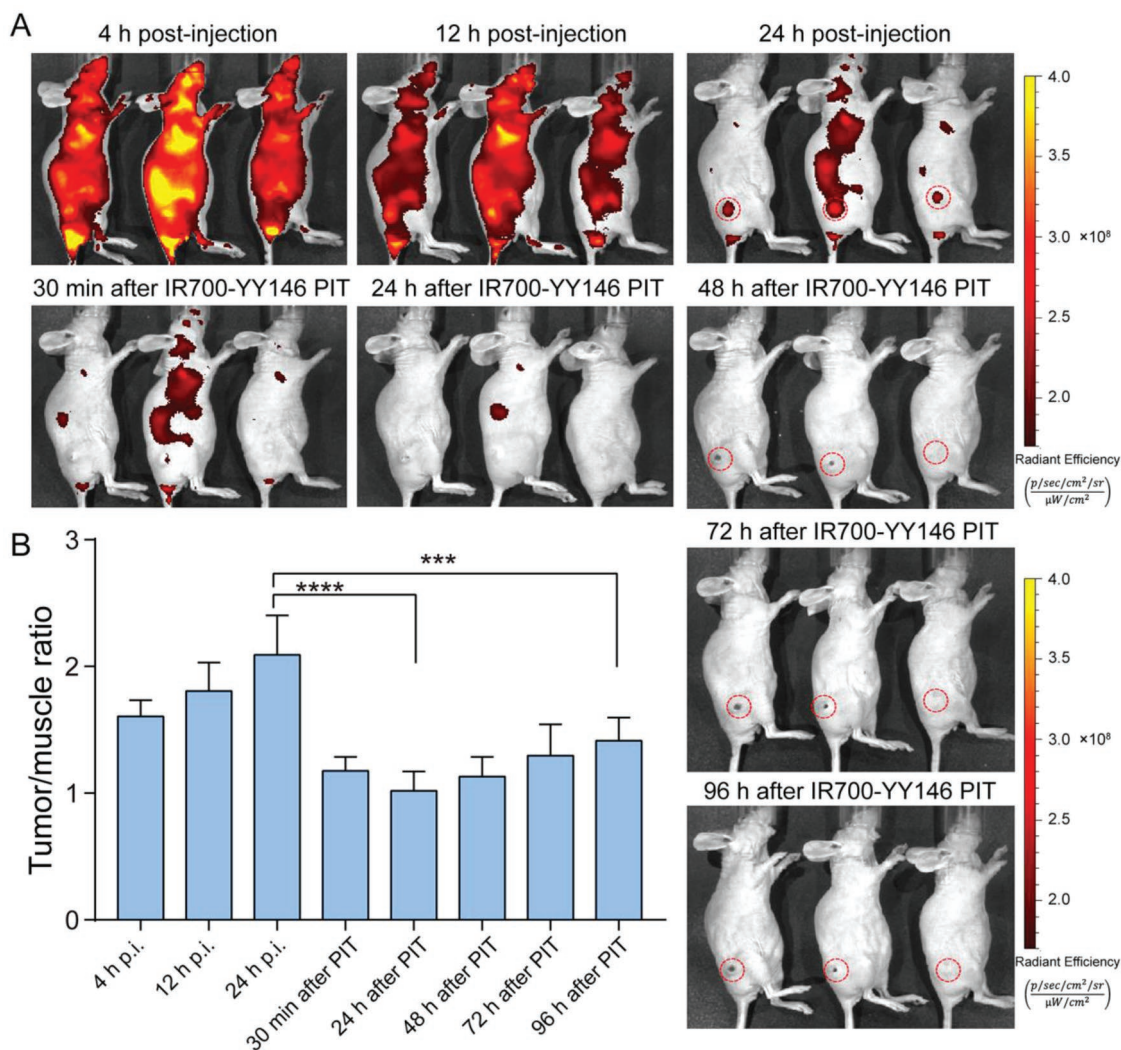 A
4 h post-injection
12 h post-injection
24 h post-injection
4.0
3.0 ×10⁸
2.5
2.0
Radiant Efficiency
(p/sec/cm²/sr / µW/cm²)
30 min after IR700-YY146 PIT
24 h after IR700-YY146 PIT
48 h after IR700-YY146 PIT
B
Tumor/muscle ratio
3
2
1
0
****
***
4 h p.i.
12 h p.i.
24 h p.i.
30 min after PIT
24 h after PIT
48 h after PIT
72 h after PIT
96 h after PIT
72 h after IR700-YY146 PIT
4.0
3.0 ×10⁸
2.5
2.0
96 h after IR700-YY146 PIT
Radiant Efficiency
(p/sec/cm²/sr / µW/cm²)